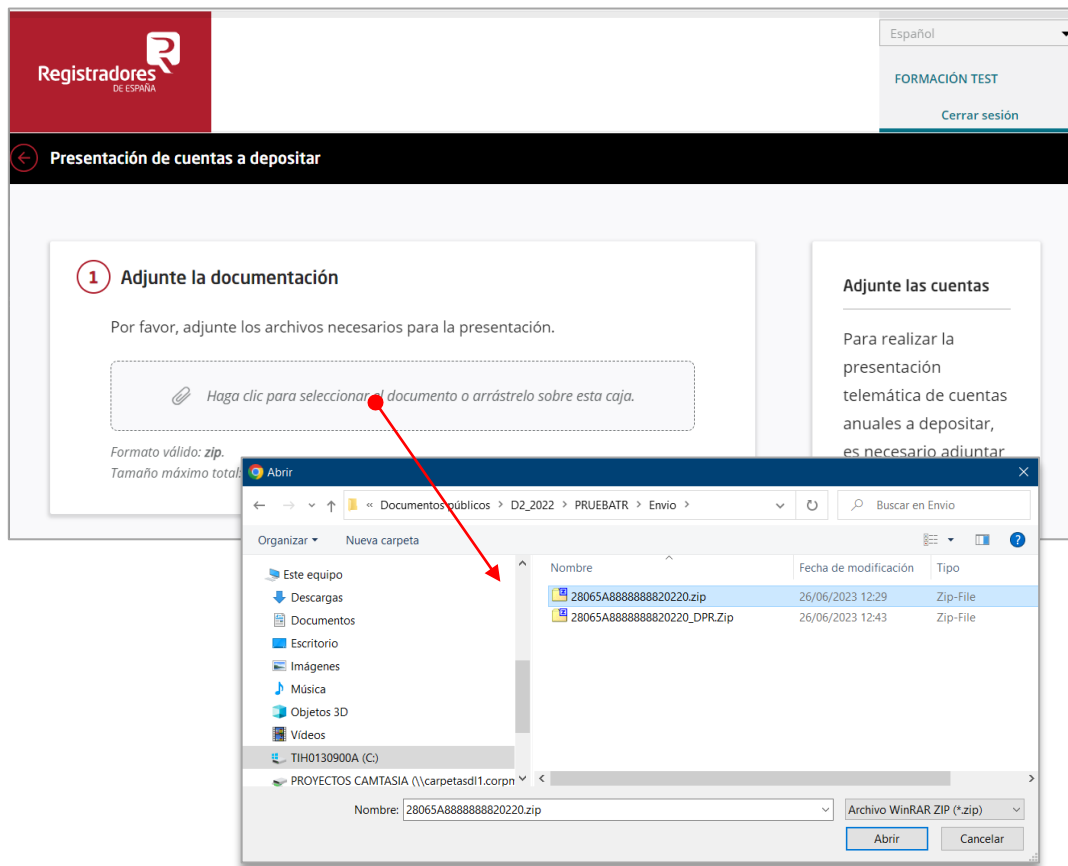 Español
Registradores
DE ESPAÑA
FORMACIÓN TEST
Cerrar sesión
Presentación de cuentas a depositar
1 Adjunte la documentación
Por favor, adjunte los archivos necesarios para la presentación.
Haga clic para seleccionar el documento o arrástrelo sobre esta caja.
Formato válido: zip.
Tamaño máximo total:
Adjunte las cuentas
Para realizar la
presentación
telemática de cuentas
anuales a depositar,
es necesario adjuntar
Abrir
« Documentos públicos > D2_2022 > PRUEBATR > Envio >
Buscar en Envio
Organizar
Nueva carpeta
Nombre
Fecha de modificación
Tipo
Este equipo
Descargas
Documentos
Escritorio
Imágenes
Música
Objetos 3D
Vídeos
TIH0130900A (C:)
PROYECTOS CAMTASIA (\\carpetasdl1.corpm
28065A8888888820220.zip 26/06/2023 12:29 Zip-File
28065A8888888820220_DPR.Zip 26/06/2023 12:43 Zip-File
Nombre: 28065A8888888820220.zip
Archivo WinRAR ZIP (*.zip)
Abrir
Cancelar